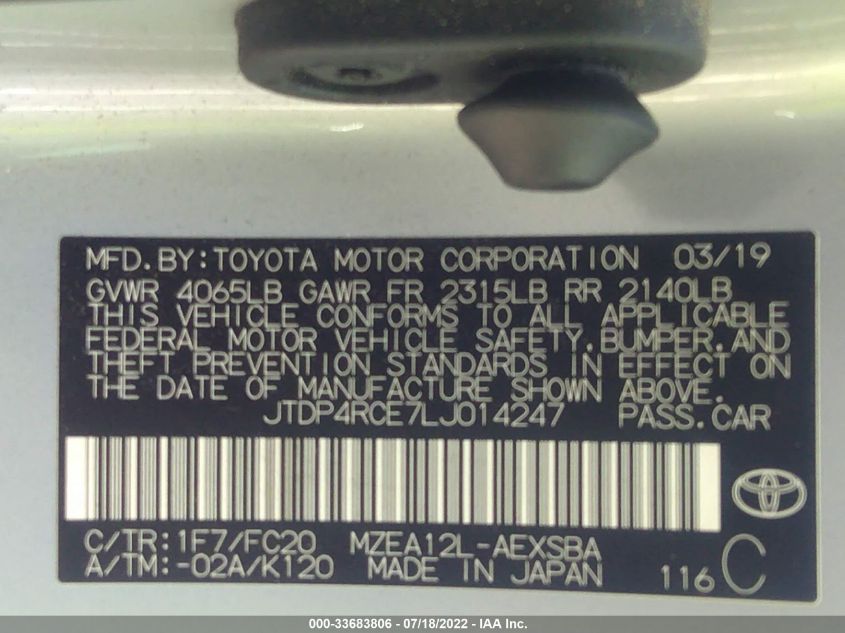 MFD.BY:TOYOTA MOTOR CORPORATION 03/19
GVWR 4065LB GAWR FR 2315LB RR 2140LB
THIS VEHICLE CONFORMS TO ALL APPLICABLE
FEDERAL MOTOR VEHICLE SAFETY,BUMPER,AND
THEFT PREVENTION STANDARDS IN EFFECT ON
THE DATE OF MANUFACTURE SHOWN ABOVE.
JTDP4RCE7LJ014247 PASS.CAR
C/TR:1F7/FC20 MZEA12L-AEXSBA
A/TM:-02A/K120 MADE IN JAPAN 116 C
000-33683806 - 07/18/2022 - IAA Inc.